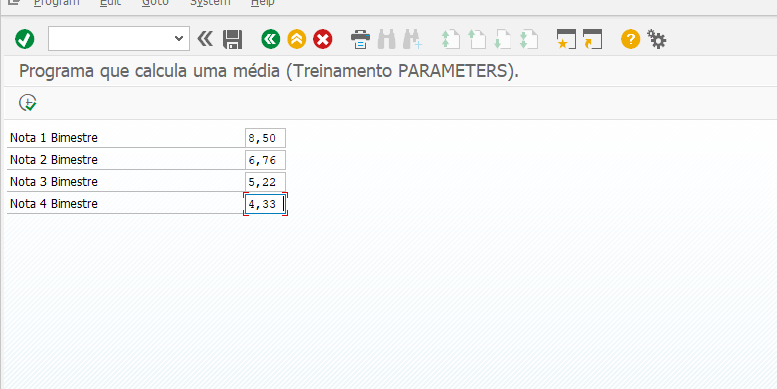 Program Edit Goto System Help
Programa que calcula uma média (Treinamento PARAMETERS).
Nota 1 Bimestre 8,50
Nota 2 Bimestre 6,76
Nota 3 Bimestre 5,22
Nota 4 Bimestre 4,33